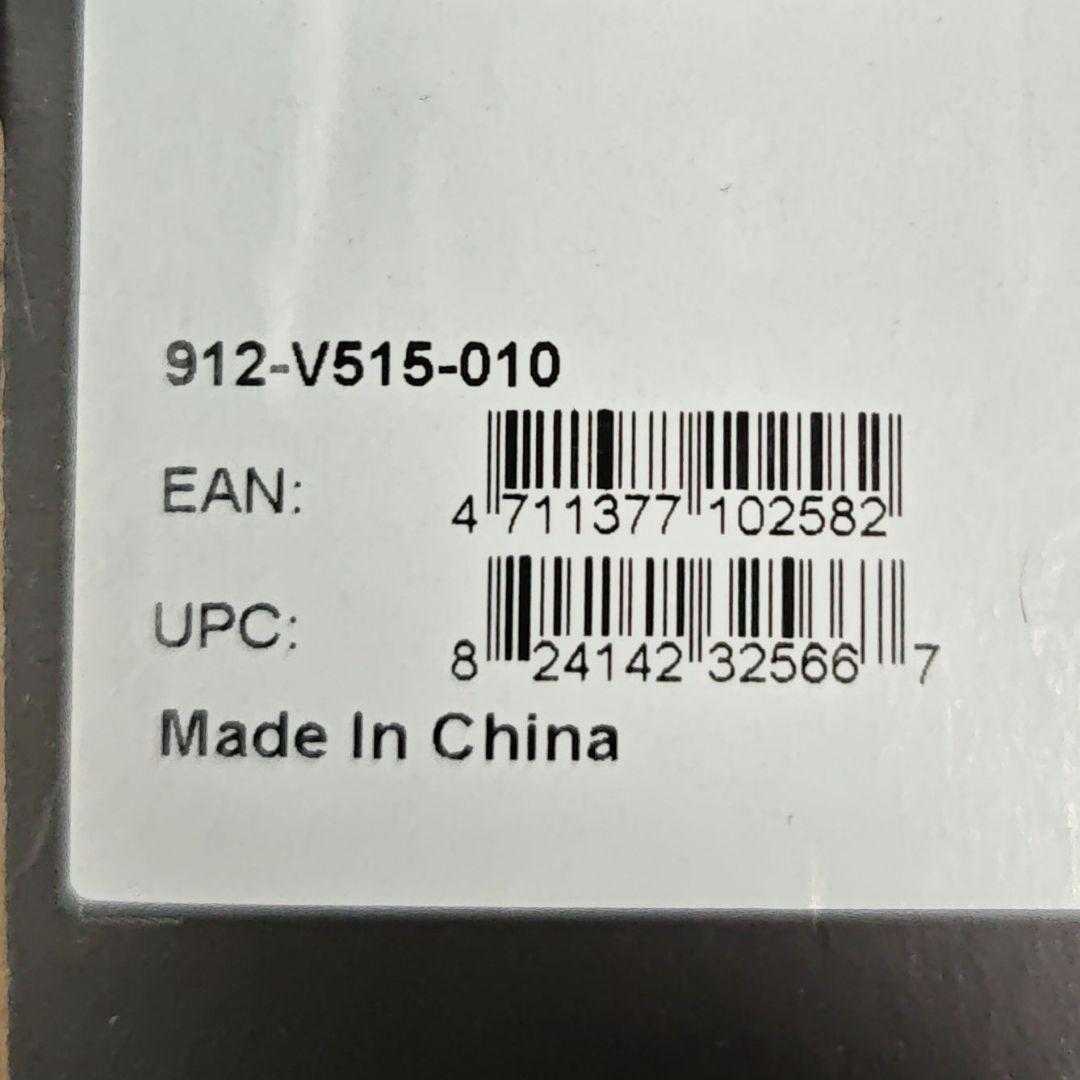 912-V515-010
EAN: 4 711377 102582
UPC: 8 24142 32566 7
Made In China